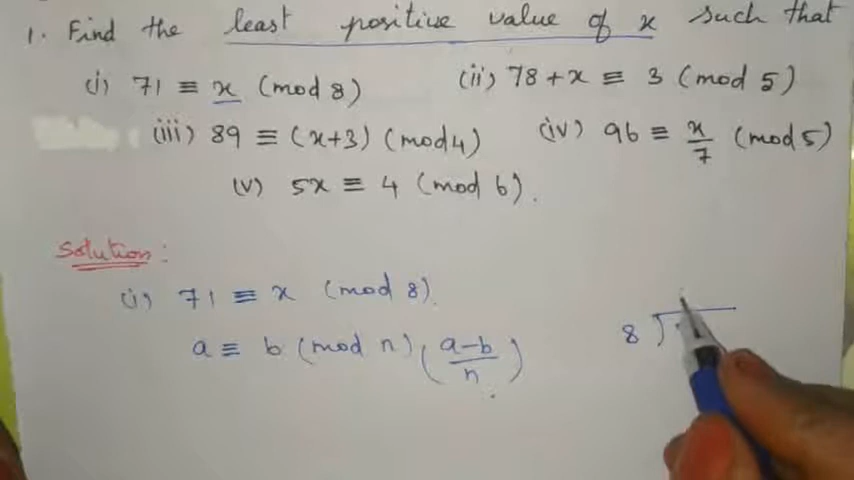 1. Find the least positive value of x such that
(i) 71 ≡ x (mod 8) (ii) 78 + x ≡ 3 (mod 5)
(iii) 89 ≡ (x+3) (mod 4) (iv) 96 ≡ x/7 (mod 5)
(v) 5x ≡ 4 (mod 6).
Solution:
(i) 71 ≡ x (mod 8).
a ≡ b (mod n) (a-b/n)
8